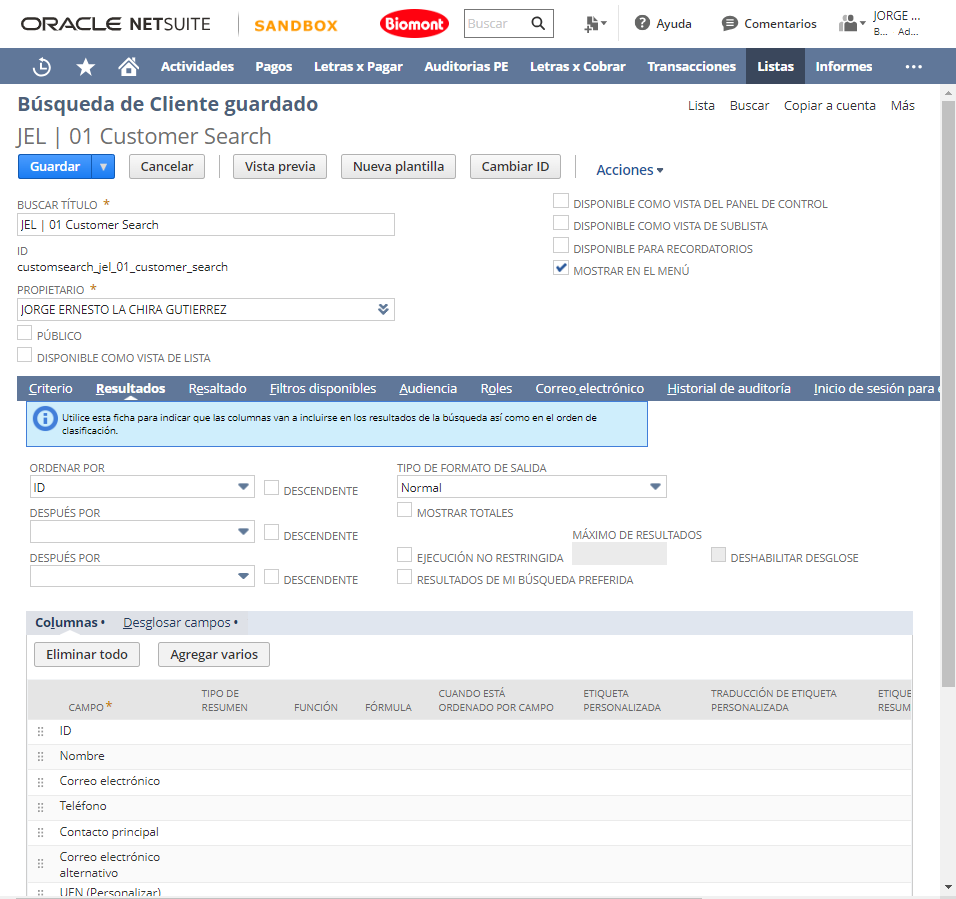 ORACLE NETSUITE
SANDBOX
Biomont
Buscar
Ayuda
Comentarios
JORGE ...
B... Ad...
Actividades Pagos Letras x Pagar Auditorias PE Letras x Cobrar Transacciones Listas Informes ...
Búsqueda de Cliente guardado
Lista Buscar Copiar a cuenta Más
JEL | 01 Customer Search
Guardar Cancelar Vista previa Nueva plantilla Cambiar ID Acciones
BUSCAR TÍTULO *
JEL | 01 Customer Search
ID
customsearch_jel_01_customer_search
PROPIETARIO *
JORGE ERNESTO LA CHIRA GUTIERREZ
PÚBLICO
DISPONIBLE COMO VISTA DE LISTA
DISPONIBLE COMO VISTA DEL PANEL DE CONTROL
DISPONIBLE COMO VISTA DE SUBLISTA
DISPONIBLE PARA RECORDATORIOS
MOSTRAR EN EL MENÚ
Criterio Resultados Resaltado Filtros disponibles Audiencia Roles Correo electrónico Historial de auditoría Inicio de sesión para
Utilice esta ficha para indicar que las columnas van a incluirse en los resultados de la búsqueda así como en el orden de
clasificación.
ORDENAR POR
ID
DESCENDENTE
DESPUÉS POR
DESCENDENTE
DESPUÉS POR
DESCENDENTE
TIPO DE FORMATO DE SALIDA
Normal
MOSTRAR TOTALES
MÁXIMO DE RESULTADOS
EJECUCIÓN NO RESTRINGIDA
DESHABILITAR DESGLOSE
RESULTADOS DE MI BÚSQUEDA PREFERIDA
Columnas • Desglosar campos •
Eliminar todo Agregar varios
CAMPO *
TIPO DE
RESUMEN
FUNCIÓN
FÓRMULA
CUANDO ESTÁ
ORDENADO POR CAMPO
ETIQUETA
PERSONALIZADA
TRADUCCIÓN DE ETIQUETA
PERSONALIZADA
ETIQUE
RESUM
ID
Nombre
Correo electrónico
Teléfono
Contacto principal
Correo electrónico
alternativo
UEN (Personalizar)